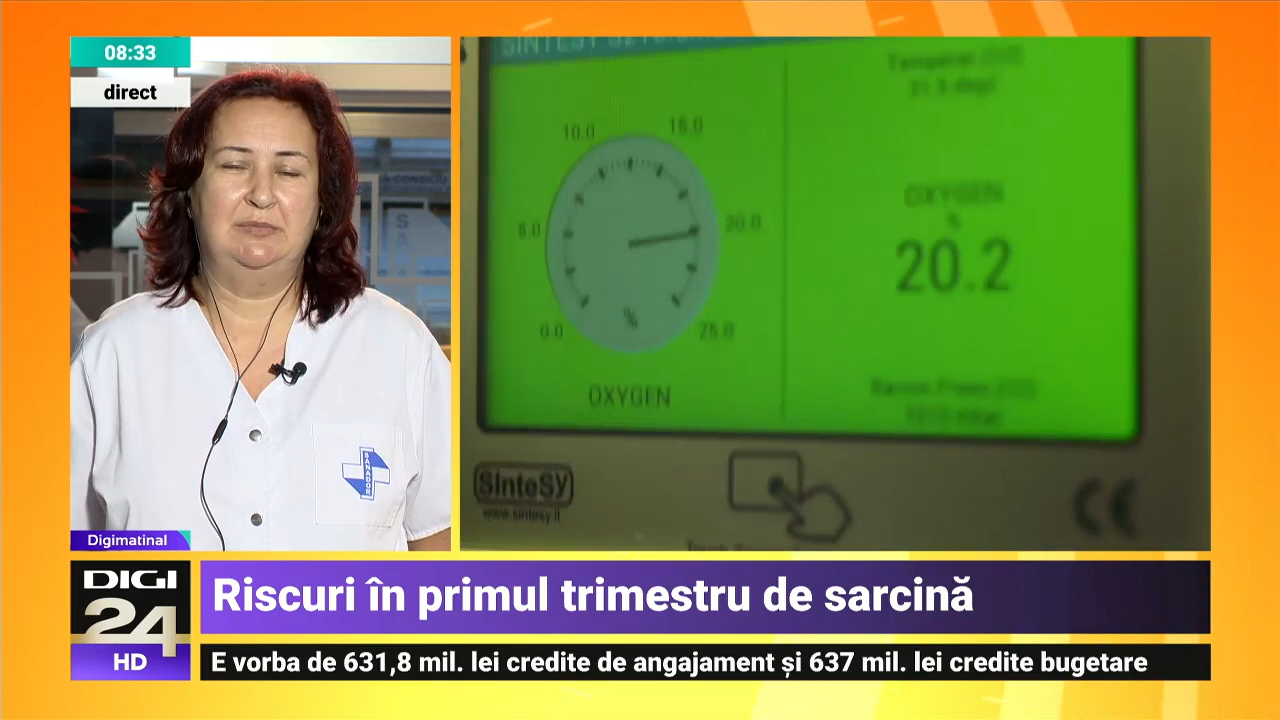 08:33
direct
SANADOR
Digimatinal
10.0
15.0
5.0
20.0
0.0
25.0
%
OXYGEN
OXYGEN
%
20.2
SinteSy
www.sintesy.it
CE
DIGI
24
HD
Riscuri în primul trimestru de sarcină
E vorba de 631,8 mil. lei credite de angajament și 637 mil. lei credite bugetare